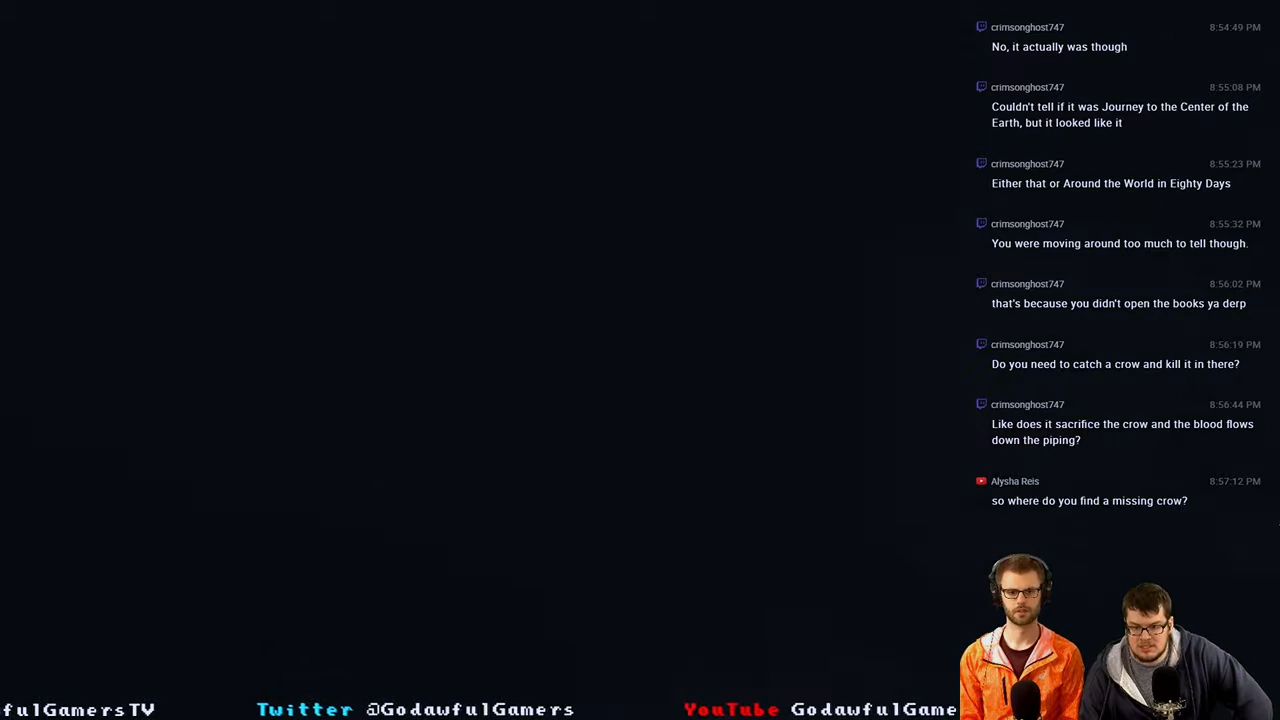 crimsonghost747 8:54:49 PM
No, it actually was though
crimsonghost747 8:55:08 PM
Couldn't tell if it was Journey to the Center of the
Earth, but it looked like it
crimsonghost747 8:55:23 PM
Either that or Around the World in Eighty Days
crimsonghost747 8:55:32 PM
You were moving around too much to tell though.
crimsonghost747 8:56:02 PM
that's because you didn't open the books ya derp
crimsonghost747 8:56:19 PM
Do you need to catch a crow and kill it in there?
crimsonghost747 8:56:44 PM
Like does it sacrifice the crow and the blood flows
down the piping?
Alysha Reis 8:57:12 PM
so where do you find a missing crow?
fulGamersTV Twitter @GodawfulGamers YouTube GodawfulGame